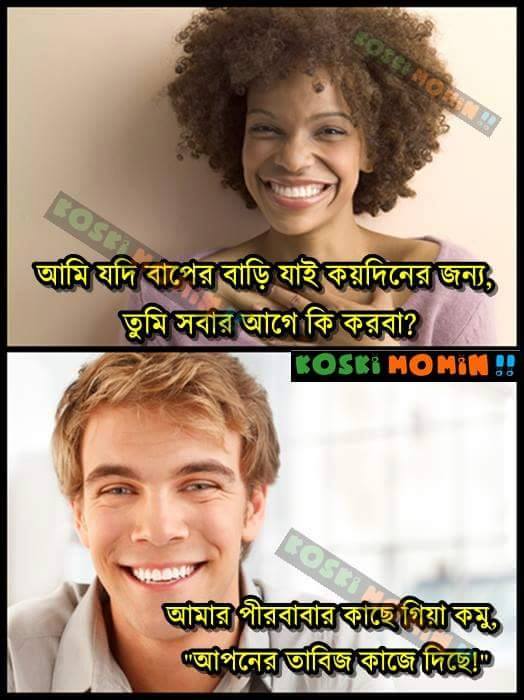 KOSKI MOMIN!!
KOSKI MOMIN
আমি যদি বাপের বাড়ি যাই কয়দিনের জন্য,
তুমি সবার আগে কি করবা?
KOSKI MOMIN!!
KOSKI MOMIN
আমার পীরবাবার কাছে গিয়া কমু,
"আপনের তাবিজ কাজে দিছে!"